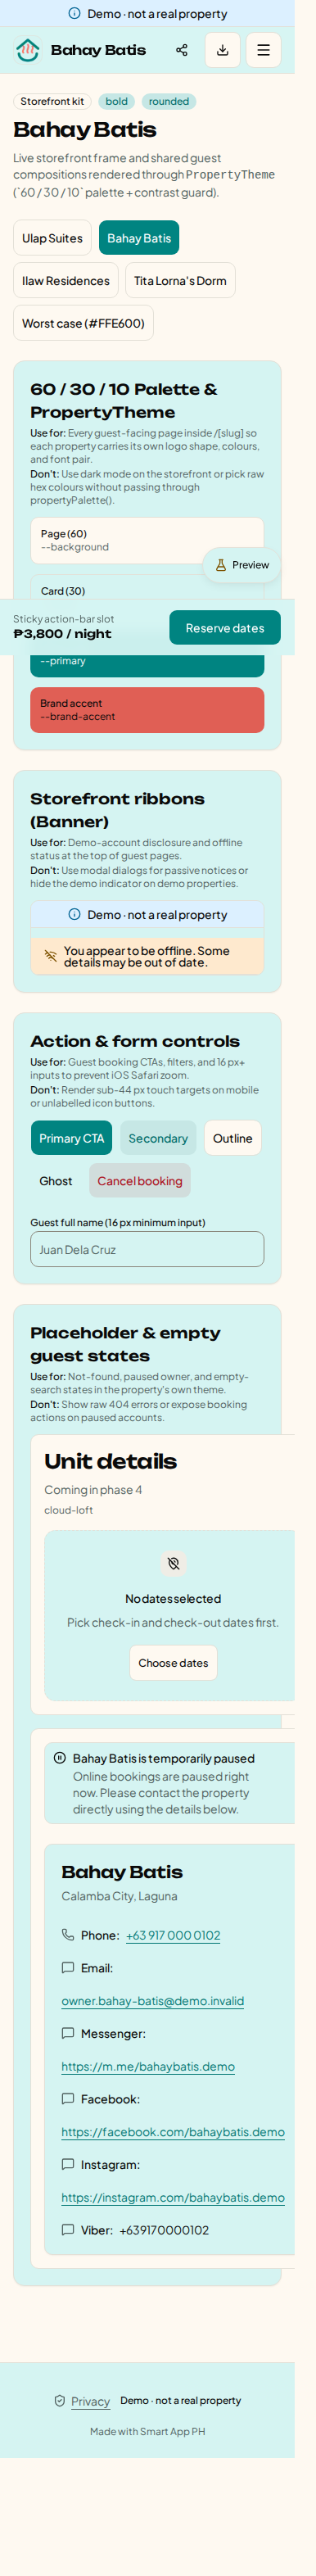 Demo · not a real property
Bahay Batis
Storefront kit bold rounded
Bahay Batis
Live storefront frame and shared guest
compositions rendered through PropertyTheme
(`60 / 30 / 10` palette + contrast guard).
Ulap Suites Bahay Batis
Ilaw Residences Tita Lorna's Dorm
Worst case (#FFE600)
60 / 30 / 10 Palette &
PropertyTheme
Use for: Every guest-facing page inside /[slug] so
each property carries its own logo shape, colours,
and font pair.
Don't: Use dark mode on the storefront or pick raw
hex colours without passing through
propertyPalette().
Page (60)
--background
Preview
Card (30)
Sticky action-bar slot
₱3,800 / night
Reserve dates
--primary
Brand accent
--brand-accent
Storefront ribbons
(Banner)
Use for: Demo-account disclosure and offline
status at the top of guest pages.
Don't: Use modal dialogs for passive notices or
hide the demo indicator on demo properties.
Demo · not a real property
You appear to be offline. Some
details may be out of date.
Action & form controls
Use for: Guest booking CTAs, filters, and 16 px+
inputs to prevent iOS Safari zoom.
Don't: Render sub-44 px touch targets on mobile
or unlabelled icon buttons.
Primary CTA Secondary Outline
Ghost Cancel booking
Guest full name (16 px minimum input)
Juan Dela Cruz
Placeholder & empty
guest states
Use for: Not-found, paused owner, and empty-
search states in the property's own theme.
Don't: Show raw 404 errors or expose booking
actions on paused accounts.
Unit details
Coming in phase 4
cloud-loft
No dates selected
Pick check-in and check-out dates first.
Choose dates
Bahay Batis is temporarily paused
Online bookings are paused right
now. Please contact the property
directly using the details below.
Bahay Batis
Calamba City, Laguna
Phone: +63 917 000 0102
Email:
owner.bahay-batis@demo.invalid
Messenger:
https://m.me/bahaybatis.demo
Facebook:
https://facebook.com/bahaybatis.demo
Instagram:
https://instagram.com/bahaybatis.demo
Viber: +639170000102
Privacy Demo · not a real property
Made with Smart App PH